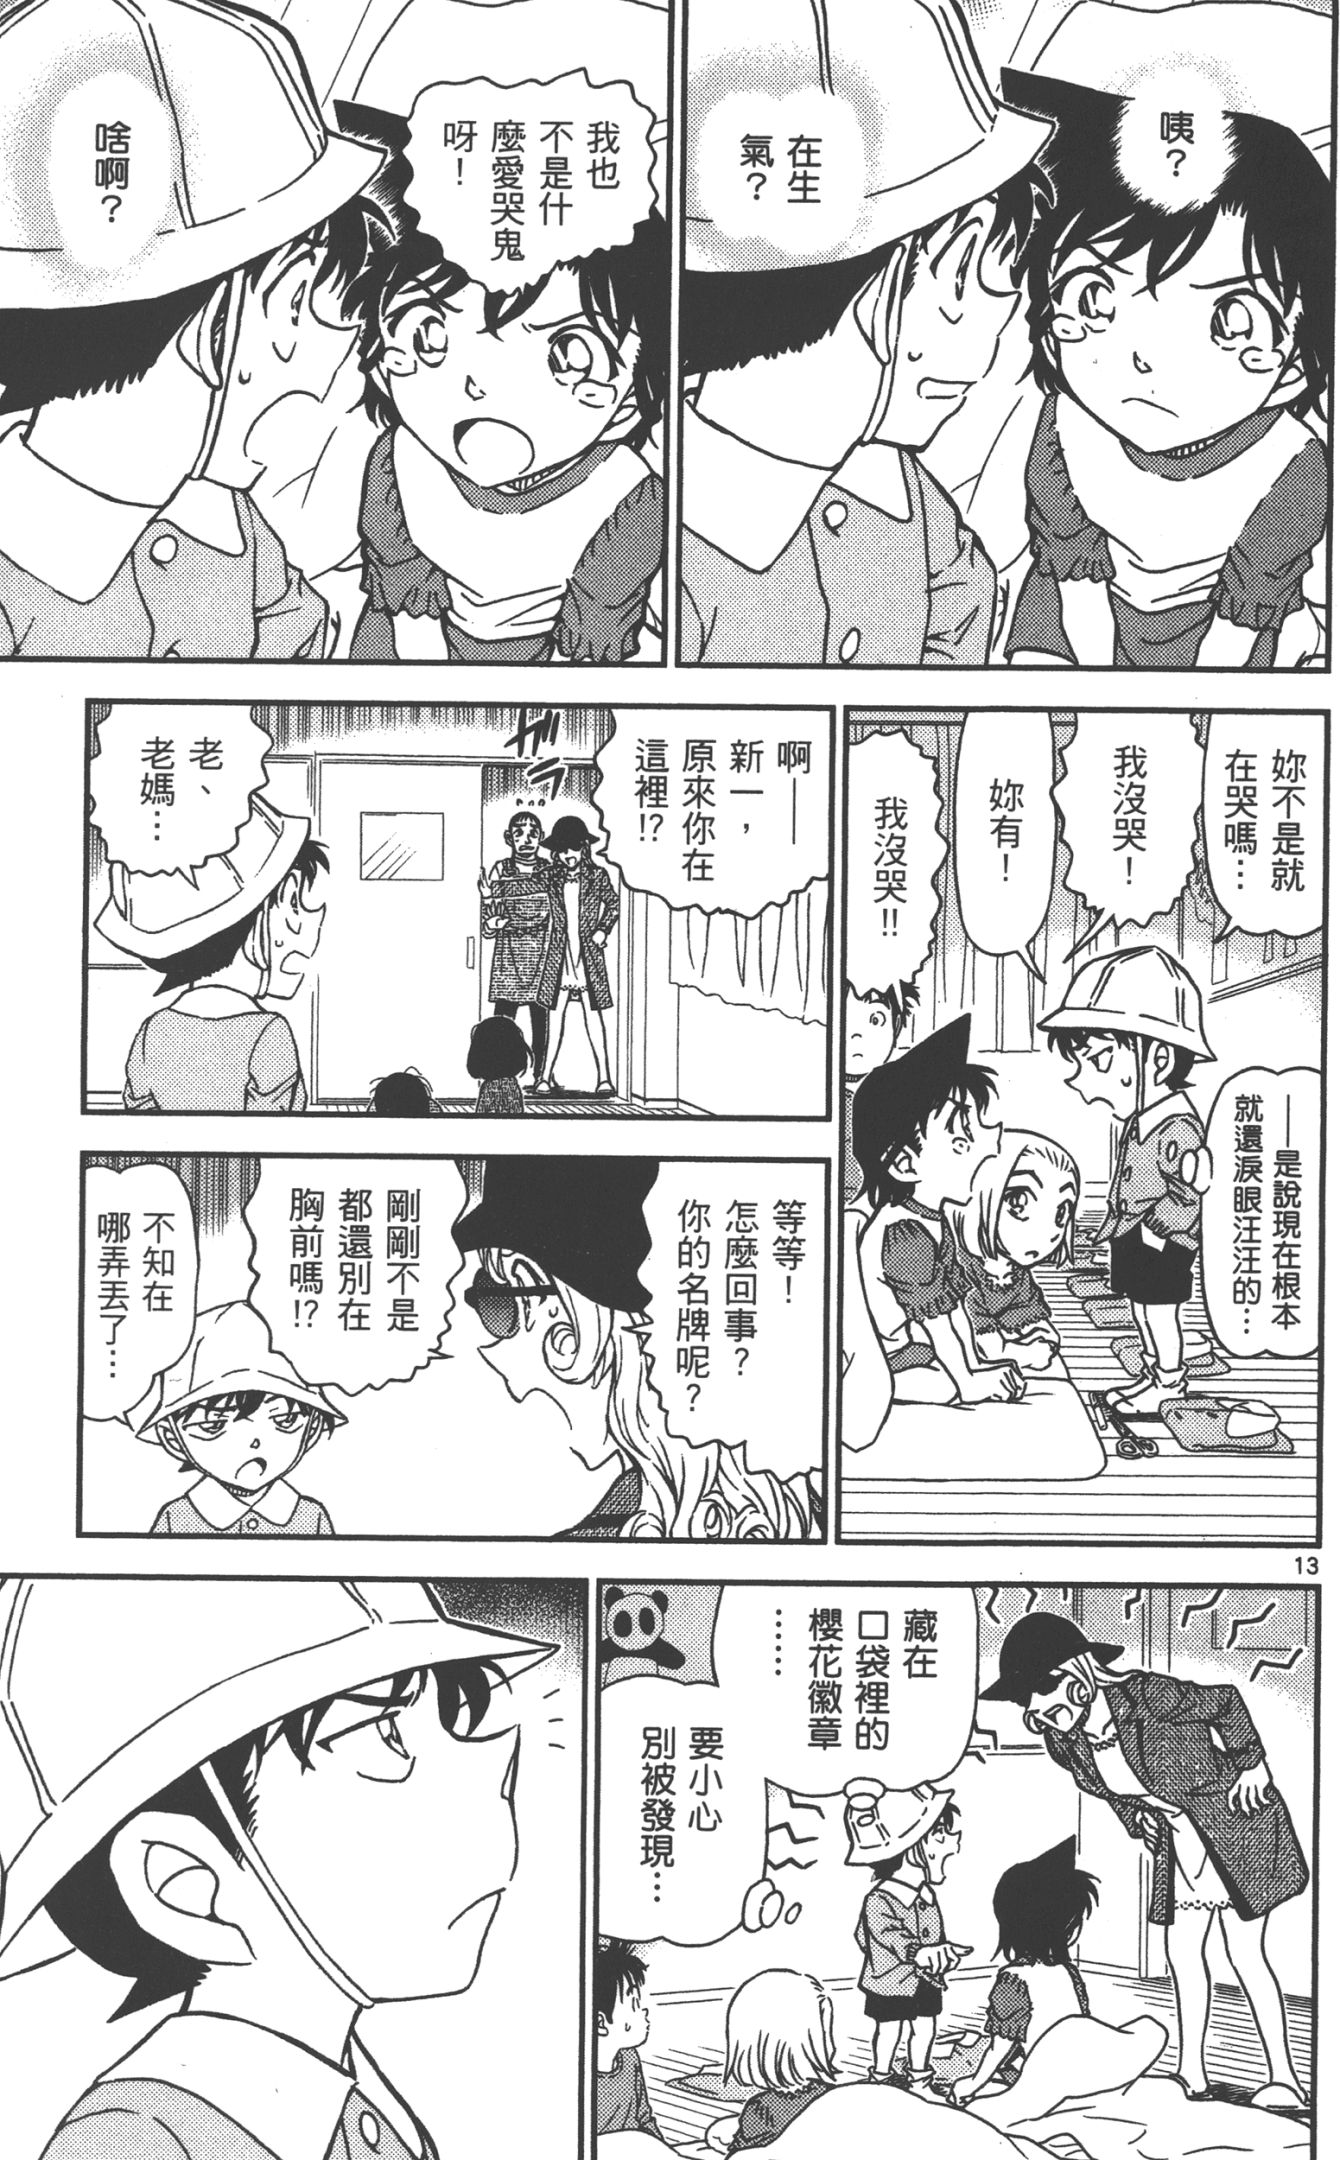 咦？
在生
氣？
我也
不是什
麼愛哭鬼
呀！
啥啊？
妳不是就
在哭嗎…
我沒哭！
妳有！
我沒哭!!
—是說現在根本
就還淚眼汪汪的…
啊——
新一，
原來你在
這裡!?
老、
老媽…
等等！
怎麼回事？
你的名牌呢？
剛剛不是
都還別在
胸前嗎!?
不知在
哪弄丟了…
13
藏在
口袋裡的
櫻花徽章
……
要小心
別被發現…